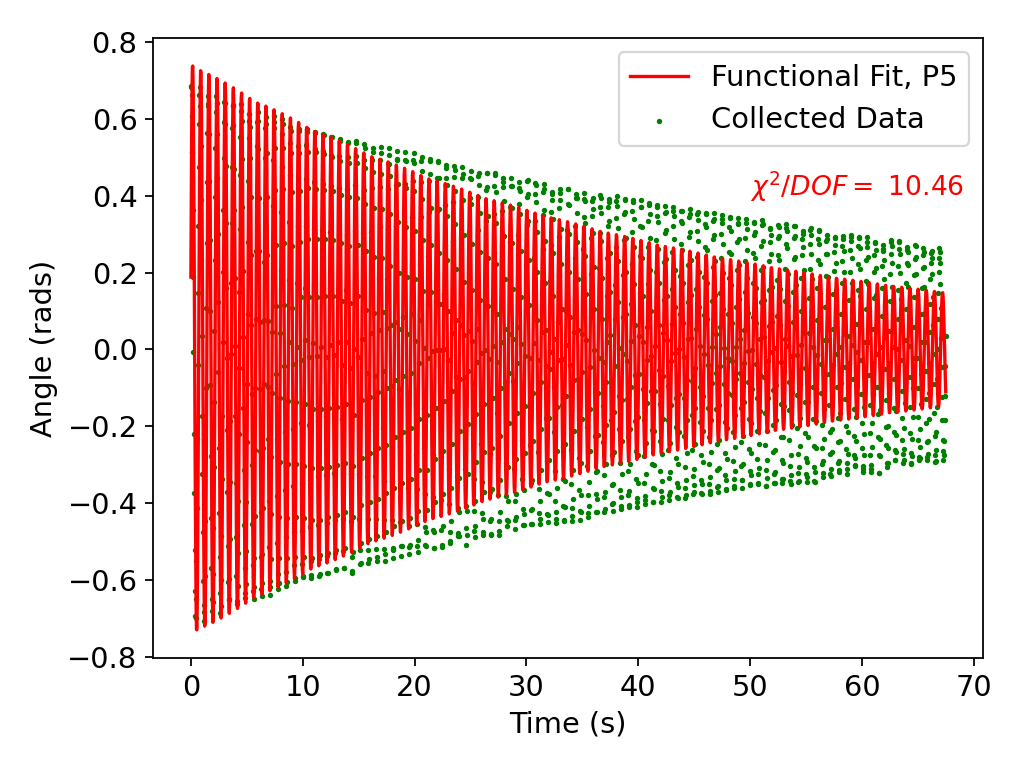 0.8
0.6
0.4
0.2
0.0
−0.2
−0.4
−0.6
−0.8
Angle (rads)
Functional Fit, P5
Collected Data
χ²/DOF = 10.46
0 10 20 30 40 50 60 70
Time (s)